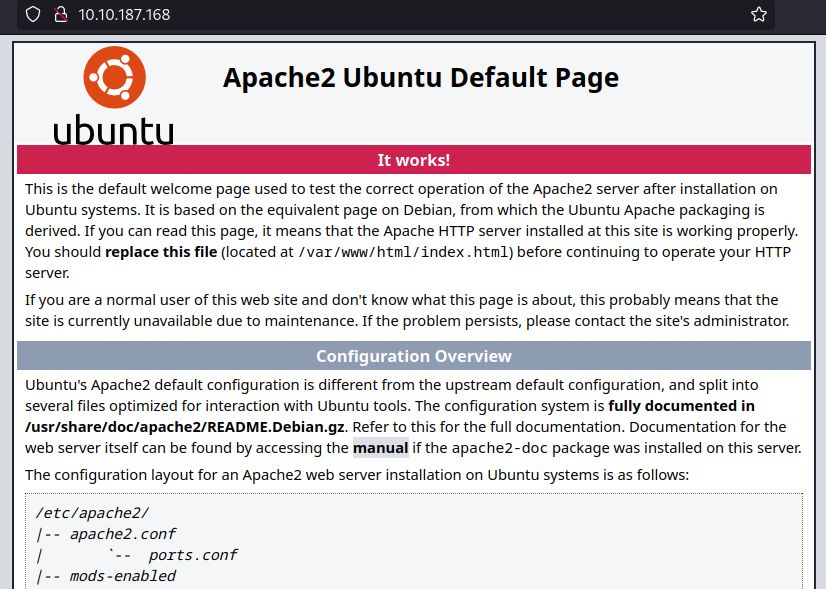 10.10.187.168
Apache2 Ubuntu Default Page
ubuntu
It works!
This is the default welcome page used to test the correct operation of the Apache2 server after installation on
Ubuntu systems. It is based on the equivalent page on Debian, from which the Ubuntu Apache packaging is
derived. If you can read this page, it means that the Apache HTTP server installed at this site is working properly.
You should replace this file (located at /var/www/html/index.html) before continuing to operate your HTTP
server.
If you are a normal user of this web site and don't know what this page is about, this probably means that the
site is currently unavailable due to maintenance. If the problem persists, please contact the site's administrator.
Configuration Overview
Ubuntu's Apache2 default configuration is different from the upstream default configuration, and split into
several files optimized for interaction with Ubuntu tools. The configuration system is fully documented in
/usr/share/doc/apache2/README.Debian.gz. Refer to this for the full documentation. Documentation for the
web server itself can be found by accessing the manual if the apache2-doc package was installed on this server.
The configuration layout for an Apache2 web server installation on Ubuntu systems is as follows:
/etc/apache2/
|-- apache2.conf
|       `--  ports.conf
|-- mods-enabled